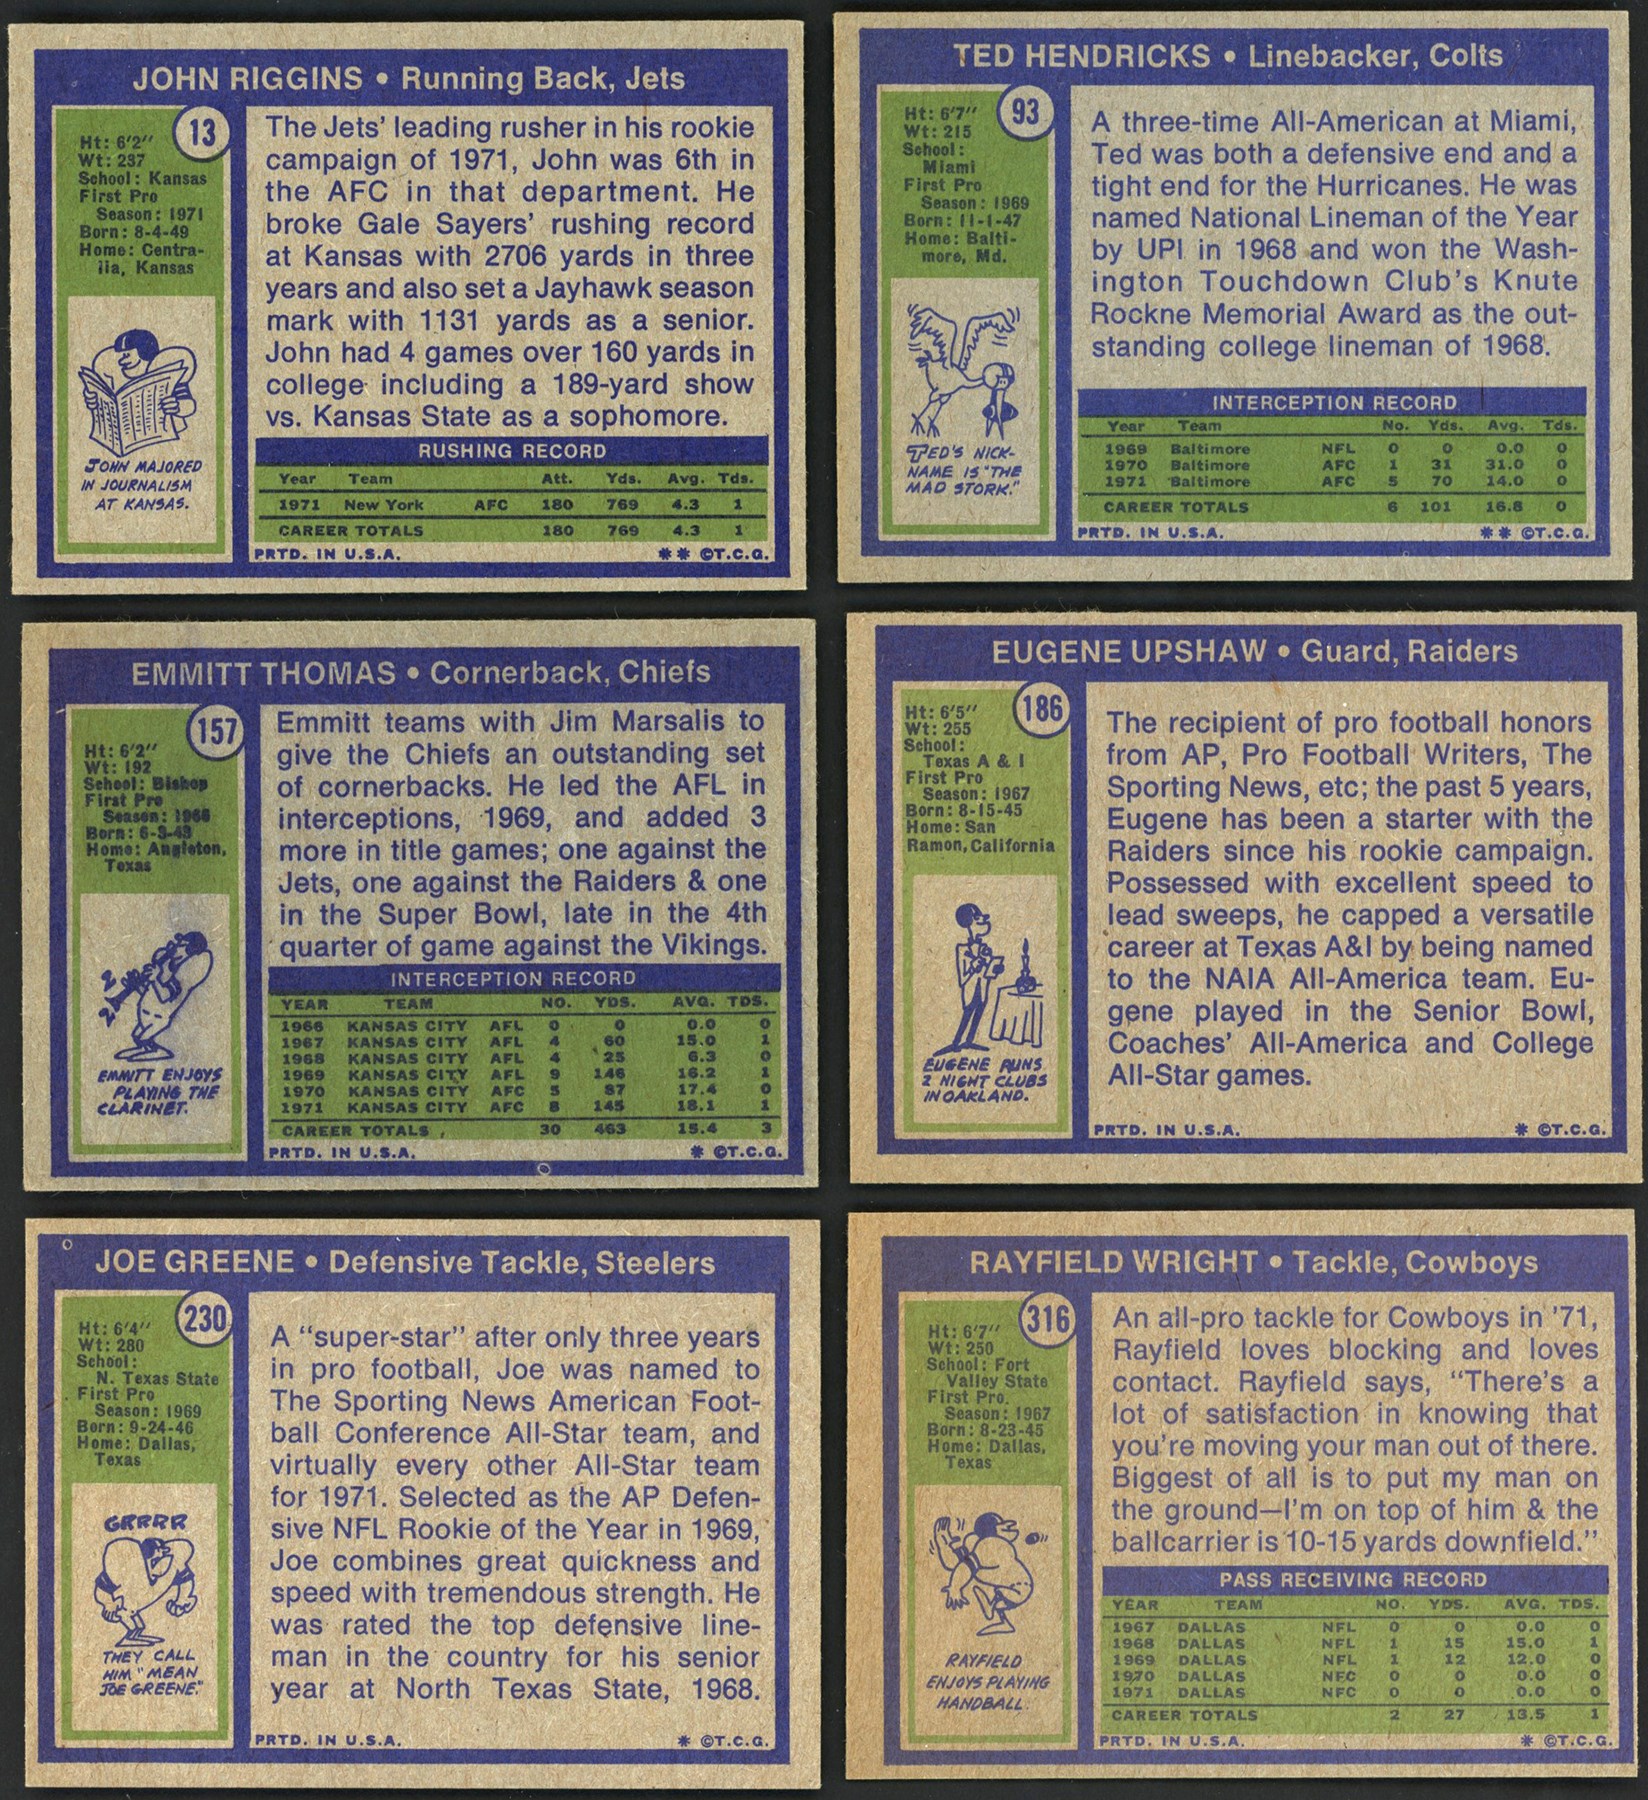 JOHN RIGGINS • Running Back, Jets
13
Ht: 6'2"
Wt: 237
School: Kansas
First Pro
Season: 1971
Born: 8-4-49
Home: Centra-
lia, Kansas
JOHN MAJORED
IN JOURNALISM
AT KANSAS.
The Jets' leading rusher in his rookie
campaign of 1971, John was 6th in
the AFC in that department. He
broke Gale Sayers' rushing record
at Kansas with 2706 yards in three
years and also set a Jayhawk season
mark with 1131 yards as a senior.
John had 4 games over 160 yards in
college including a 189-yard show
vs. Kansas State as a sophomore.
RUSHING RECORD
Year Team Att. Yds. Avg. Tds.
1971 New York AFC 180 769 4.3 1
CAREER TOTALS 180 769 4.3 1
PRTD. IN U.S.A. ** ©T.C.G.
TED HENDRICKS • Linebacker, Colts
93
Ht: 6'7"
Wt: 215
School:
Miami
First Pro
Season: 1969
Born: 11-1-47
Home: Balti-
more, Md.
TED'S NICK-
NAME IS "THE
MAD STORK."
A three-time All-American at Miami,
Ted was both a defensive end and a
tight end for the Hurricanes. He was
named National Lineman of the Year
by UPI in 1968 and won the Wash-
ington Touchdown Club's Knute
Rockne Memorial Award as the out-
standing college lineman of 1968.
INTERCEPTION RECORD
Year Team No. Yds. Avg. Tds.
1969 Baltimore NFL 0 0 0.0 0
1970 Baltimore AFC 1 31 31.0 0
1971 Baltimore AFC 5 70 14.0 0
CAREER TOTALS 6 101 16.8 0
PRTD. IN U.S.A. ** ©T.C.G.
EMMITT THOMAS • Cornerback, Chiefs
157
Ht: 6'2"
Wt: 192
School: Bishop
First Pro
Season: 1966
Born: 6-3-43
Home: Angleton,
Texas
EMMITT ENJOYS
PLAYING THE
CLARINET.
Emmitt teams with Jim Marsalis to
give the Chiefs an outstanding set
of cornerbacks. He led the AFL in
interceptions, 1969, and added 3
more in title games; one against the
Jets, one against the Raiders & one
in the Super Bowl, late in the 4th
quarter of game against the Vikings.
INTERCEPTION RECORD
YEAR TEAM NO. YDS. AVG. TDS.
1966 KANSAS CITY AFL 0 0 0.0 0
1967 KANSAS CITY AFL 4 60 15.0 1
1968 KANSAS CITY AFL 4 25 6.3 0
1969 KANSAS CITY AFL 9 146 16.2 1
1970 KANSAS CITY AFC 5 87 17.4 0
1971 KANSAS CITY AFC 8 145 18.1 1
CAREER TOTALS 30 463 15.4 3
PRTD. IN U.S.A. * ©T.C.G.
EUGENE UPSHAW • Guard, Raiders
186
Ht: 6'5"
Wt: 255
School:
Texas A & I
First Pro
Season: 1967
Born: 8-15-45
Home: San
Ramon, California
EUGENE RUNS
2 NIGHT CLUBS
IN OAKLAND.
The recipient of pro football honors
from AP, Pro Football Writers, The
Sporting News, etc; the past 5 years,
Eugene has been a starter with the
Raiders since his rookie campaign.
Possessed with excellent speed to
lead sweeps, he capped a versatile
career at Texas A&I by being named
to the NAIA All-America team. Eu-
gene played in the Senior Bowl,
Coaches' All-America and College
All-Star games.
PRTD. IN U.S.A. * ©T.C.G.
JOE GREENE • Defensive Tackle, Steelers
230
Ht: 6'4"
Wt: 280
School:
N. Texas State
First Pro
Season: 1969
Born: 9-24-46
Home: Dallas,
Texas
GRRRR
THEY CALL
HIM "MEAN
JOE GREENE."
A "super-star" after only three years
in pro football, Joe was named to
The Sporting News American Foot-
ball Conference All-Star team, and
virtually every other All-Star team
for 1971. Selected as the AP Defen-
sive NFL Rookie of the Year in 1969,
Joe combines great quickness and
speed with tremendous strength. He
was rated the top defensive line-
man in the country for his senior
year at North Texas State, 1968.
PRTD. IN U.S.A. * ©T.C.G.
RAYFIELD WRIGHT • Tackle, Cowboys
316
Ht: 6'7"
Wt: 250
School: Fort
Valley State
First Pro.
Season: 1967
Born: 8-23-45
Home: Dallas,
Texas
RAYFIELD
ENJOYS PLAYING
HANDBALL.
An all-pro tackle for Cowboys in '71,
Rayfield loves blocking and loves
contact. Rayfield says, "There's a
lot of satisfaction in knowing that
you're moving your man out of there.
Biggest of all is to put my man on
the ground—I'm on top of him & the
ballcarrier is 10-15 yards downfield."
PASS RECEIVING RECORD
YEAR TEAM NO. YDS. AVG. TDS.
1967 DALLAS NFL 0 0 0.0 0
1968 DALLAS NFL 1 15 15.0 1
1969 DALLAS NFL 1 12 12.0 0
1970 DALLAS NFC 0 0 0.0 0
1971 DALLAS NFC 0 0 0.0 0
CAREER TOTALS 2 27 13.5 1
PRTD. IN U.S.A. * ©T.C.G.